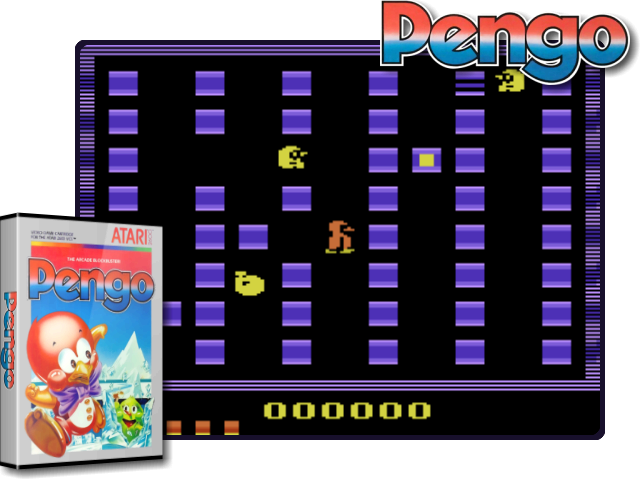 Pengo
ATARI
THE ARCADE BLOCKBUSTER!
Pengo
Pengo
000000